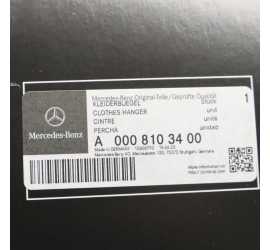 Mercedes-Benz Original-Teile / Geprüfte Qualität
KLEIDERBUEGEL Stück 1
CLOTHES HANGER unit
CINTRE unité
PERCHA unidad
A 000 810 34 00
Made in GERMANY
Mercedes-Benz AG, Mercedesstr. 120, 70372 Stuttgart, Germany
Mercedes-Benz